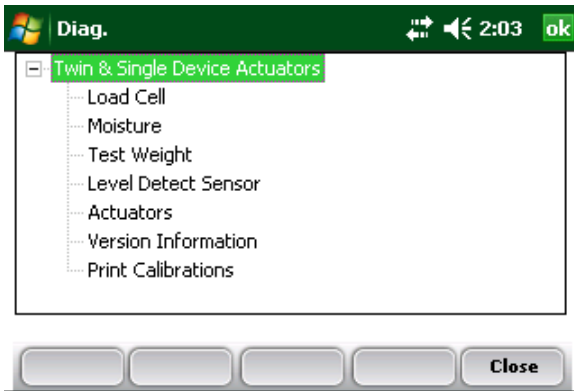 Diag. 2:03 ok
Twin & Single Device Actuators
Load Cell
Moisture
Test Weight
Level Detect Sensor
Actuators
Version Information
Print Calibrations
Close